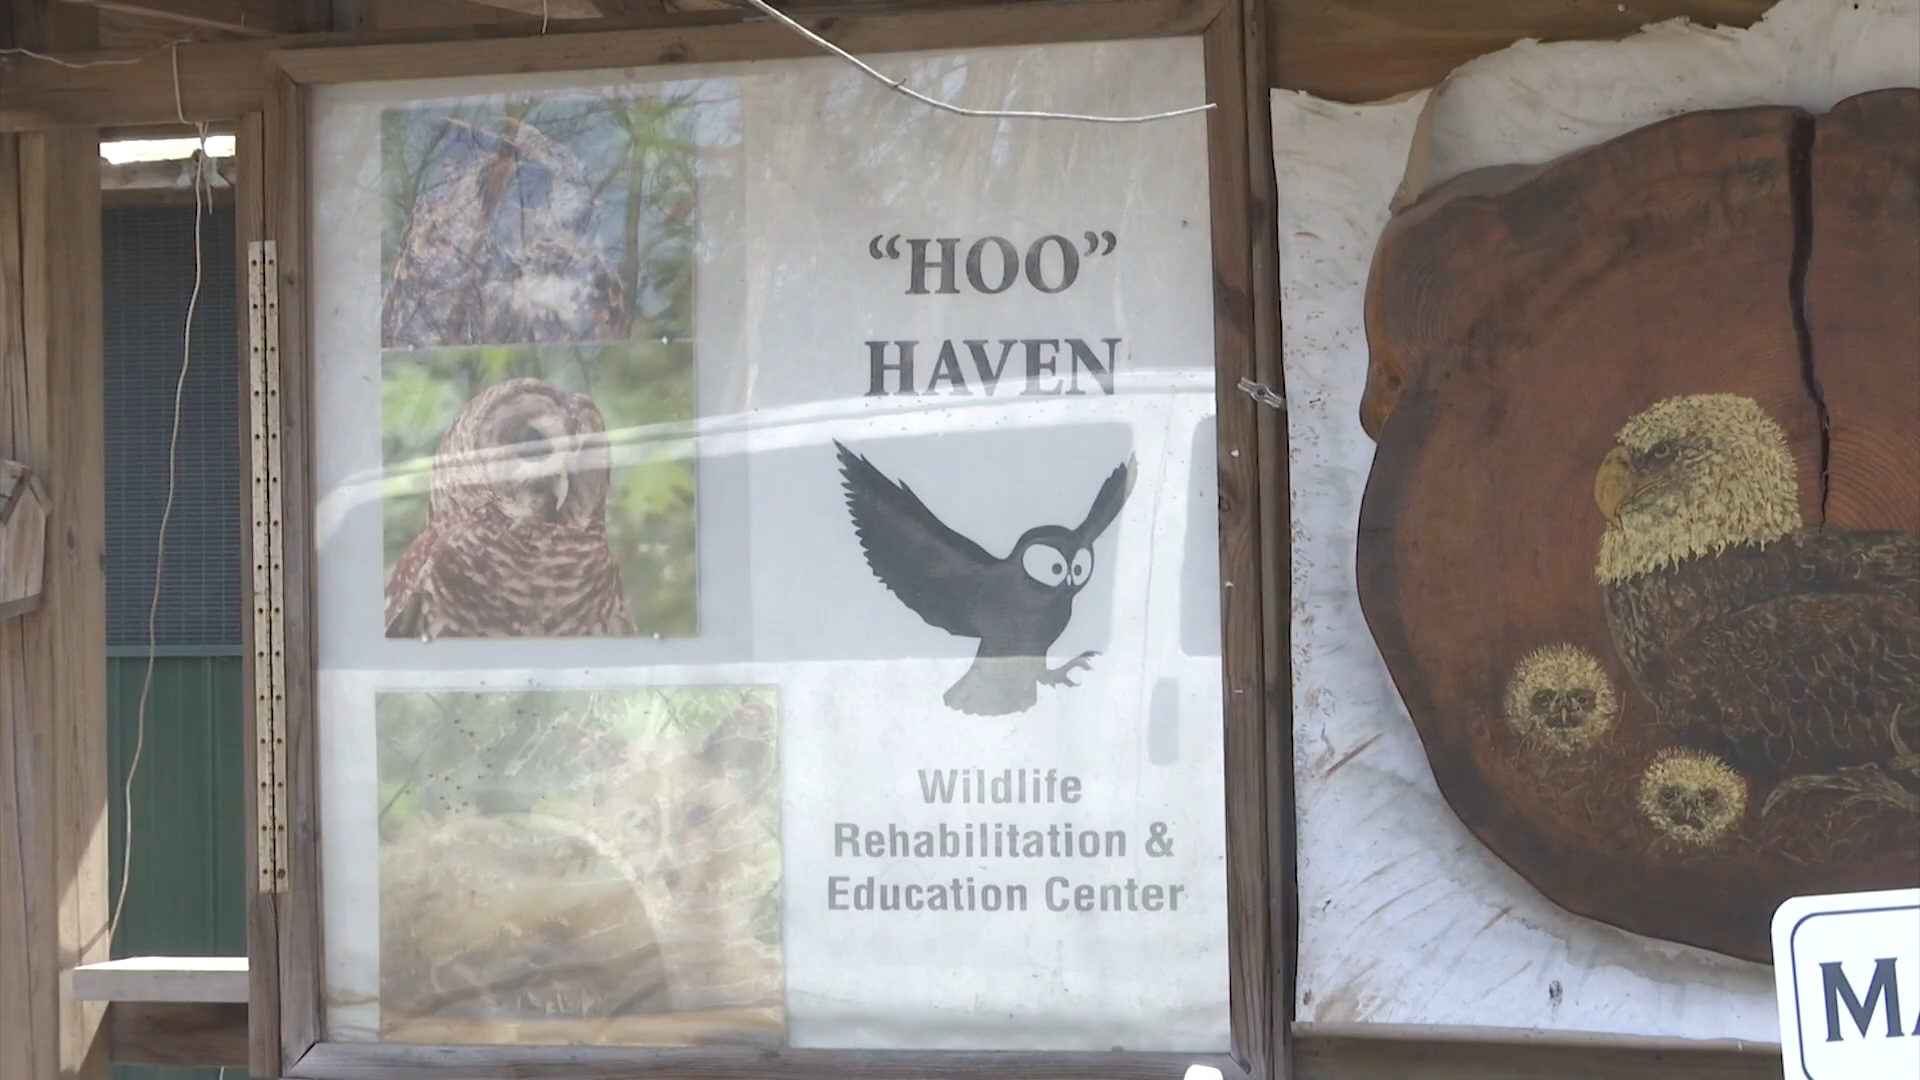 “HOO”
HAVEN
Wildlife
Rehabilitation &
Education Center